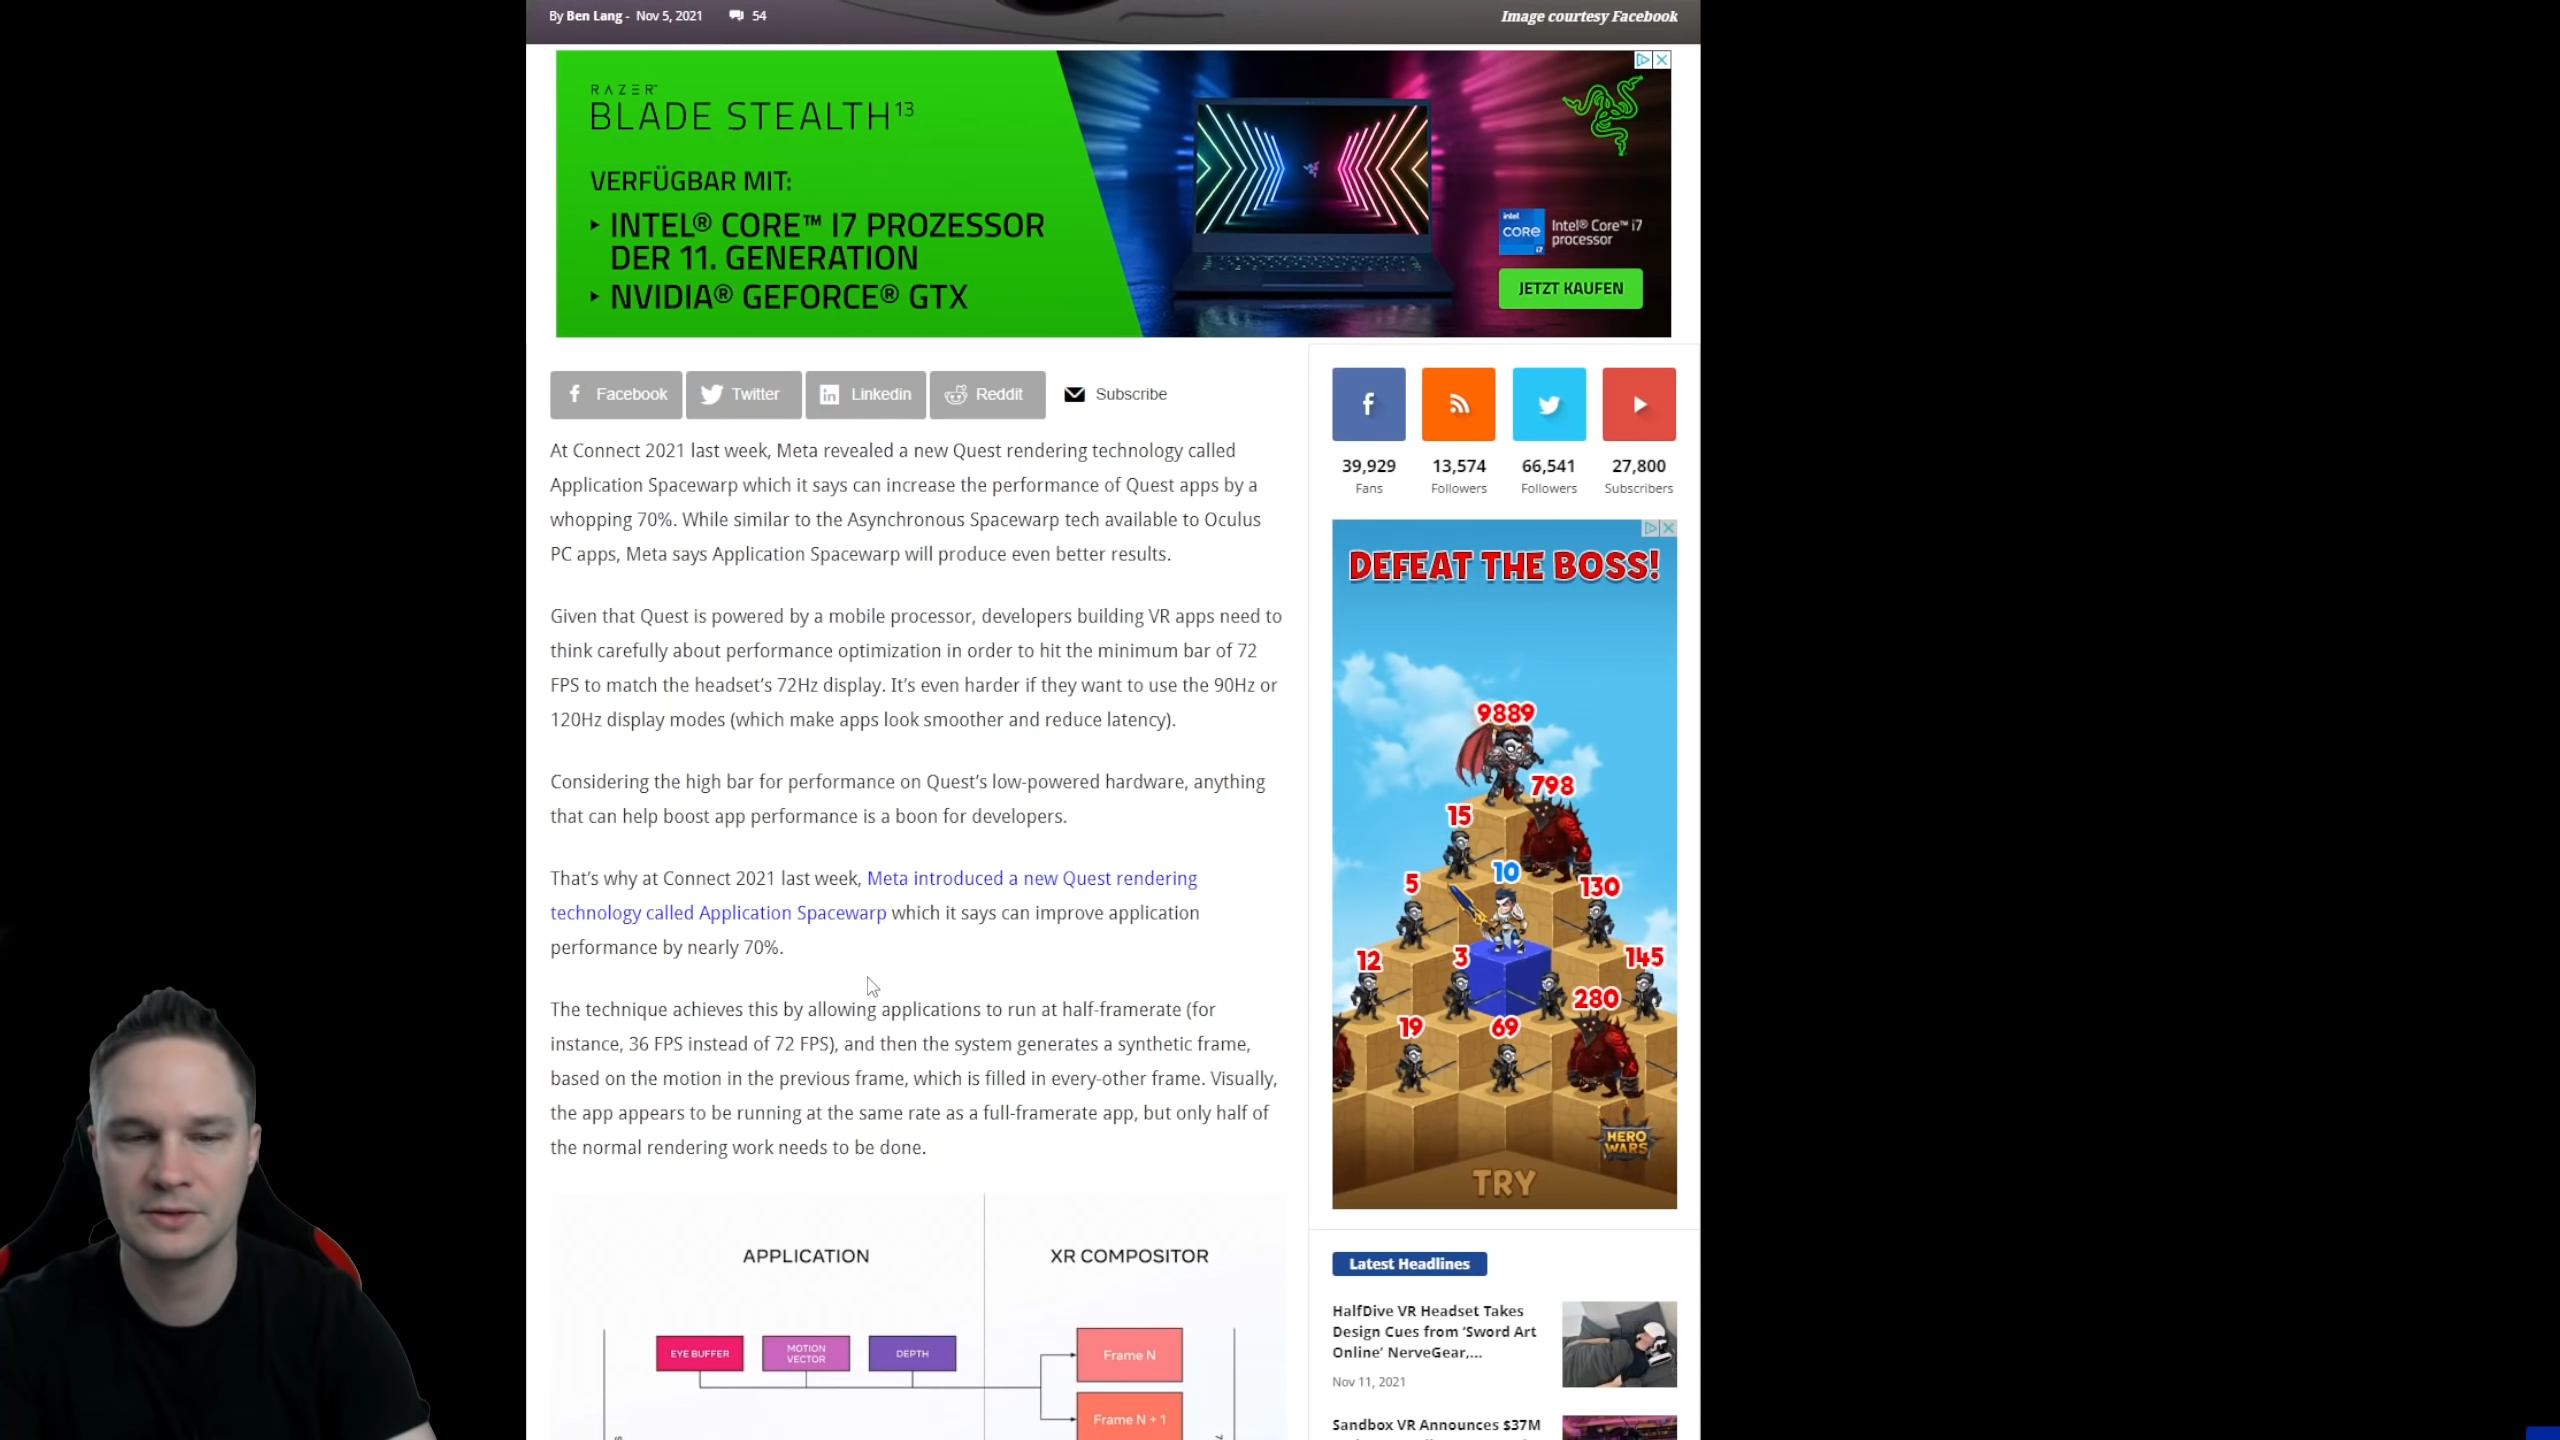 By Ben Lang - Nov 5, 2021 54
Image courtesy Facebook
RAZER
BLADE STEALTH 13
VERFÜGBAR MIT:
INTEL® CORE™ I7 PROZESSOR
DER 11. GENERATION
NVIDIA® GEFORCE® GTX
intel
CORE
i7
Intel® Core™ i7
processor
JETZT KAUFEN
Facebook
Twitter
Linkedin
Reddit
Subscribe
At Connect 2021 last week, Meta revealed a new Quest rendering technology called
Application Spacewarp which it says can increase the performance of Quest apps by a
whopping 70%. While similar to the Asynchronous Spacewarp tech available to Oculus
PC apps, Meta says Application Spacewarp will produce even better results.
Given that Quest is powered by a mobile processor, developers building VR apps need to
think carefully about performance optimization in order to hit the minimum bar of 72
FPS to match the headset’s 72Hz display. It’s even harder if they want to use the 90Hz or
120Hz display modes (which make apps look smoother and reduce latency).
Considering the high bar for performance on Quest’s low-powered hardware, anything
that can help boost app performance is a boon for developers.
That’s why at Connect 2021 last week, Meta introduced a new Quest rendering
technology called Application Spacewarp which it says can improve application
performance by nearly 70%.
The technique achieves this by allowing applications to run at half-framerate (for
instance, 36 FPS instead of 72 FPS), and then the system generates a synthetic frame,
based on the motion in the previous frame, which is filled in every-other frame. Visually,
the app appears to be running at the same rate as a full-framerate app, but only half of
the normal rendering work needs to be done.
APPLICATION
XR COMPOSITOR
EYE BUFFER
MOTION
VECTOR
DEPTH
Frame N
Frame N + 1
39,929
Fans
13,574
Followers
66,541
Followers
27,800
Subscribers
DEFEAT THE BOSS!
9889
798
15
10
5
130
12
3
145
280
19
69
HERO
WARS
TRY
Latest Headlines
HalfDive VR Headset Takes
Design Cues from ‘Sword Art
Online’ NerveGear,...
Nov 11, 2021
Sandbox VR Announces $37M